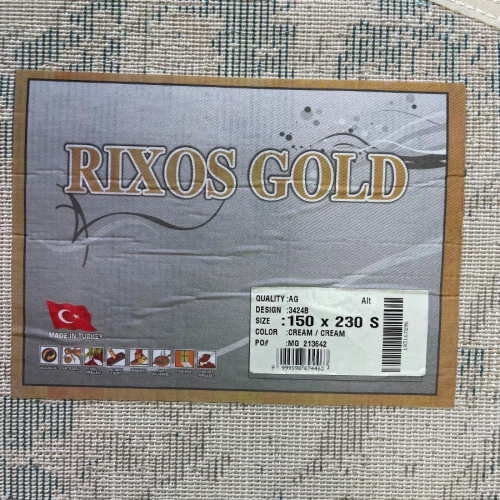 RIXOS GOLD
MADE IN TURKEY
QUALITY :AG Alt
DESIGN :3424B
SIZE :150 x 230 S
COLOR :CREAM / CREAM
PO# :MG 213642